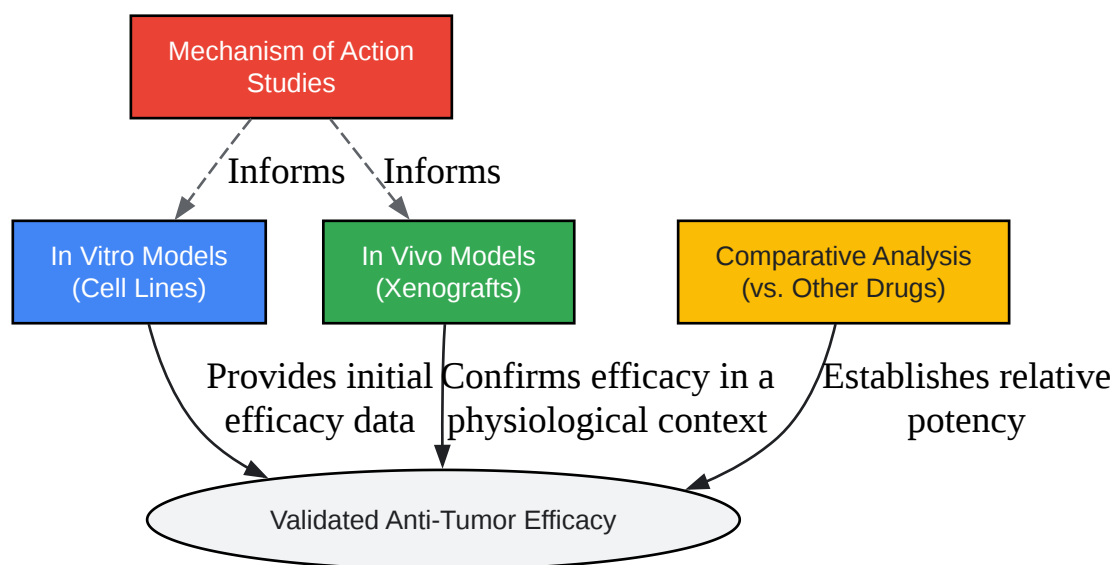 Mechanism of Action
Studies
Informs
Informs
In Vitro Models
(Cell Lines)
In Vivo Models
(Xenografts)
Comparative Analysis
(vs. Other Drugs)
Provides initial
efficacy data
Confirms efficacy in a
physiological context
Establishes relative
potency
Validated Anti-Tumor Efficacy